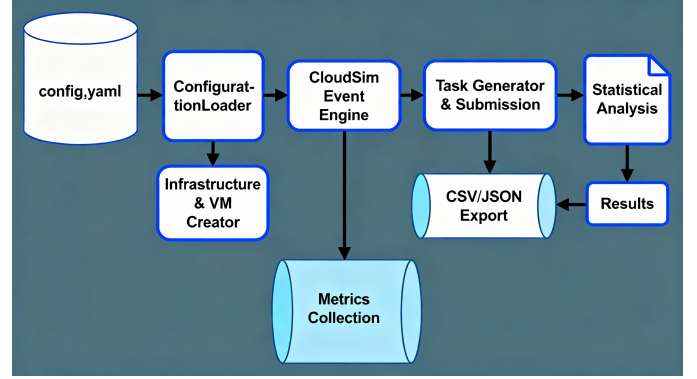 config,yaml
Configurat-
tionLoader
CloudSim
Event
Engine
Task Generator
& Submission
Statistical
Analysis
Infrastructure
& VM
Creator
CSV/JSON
Export
Results
Metrics
Collection